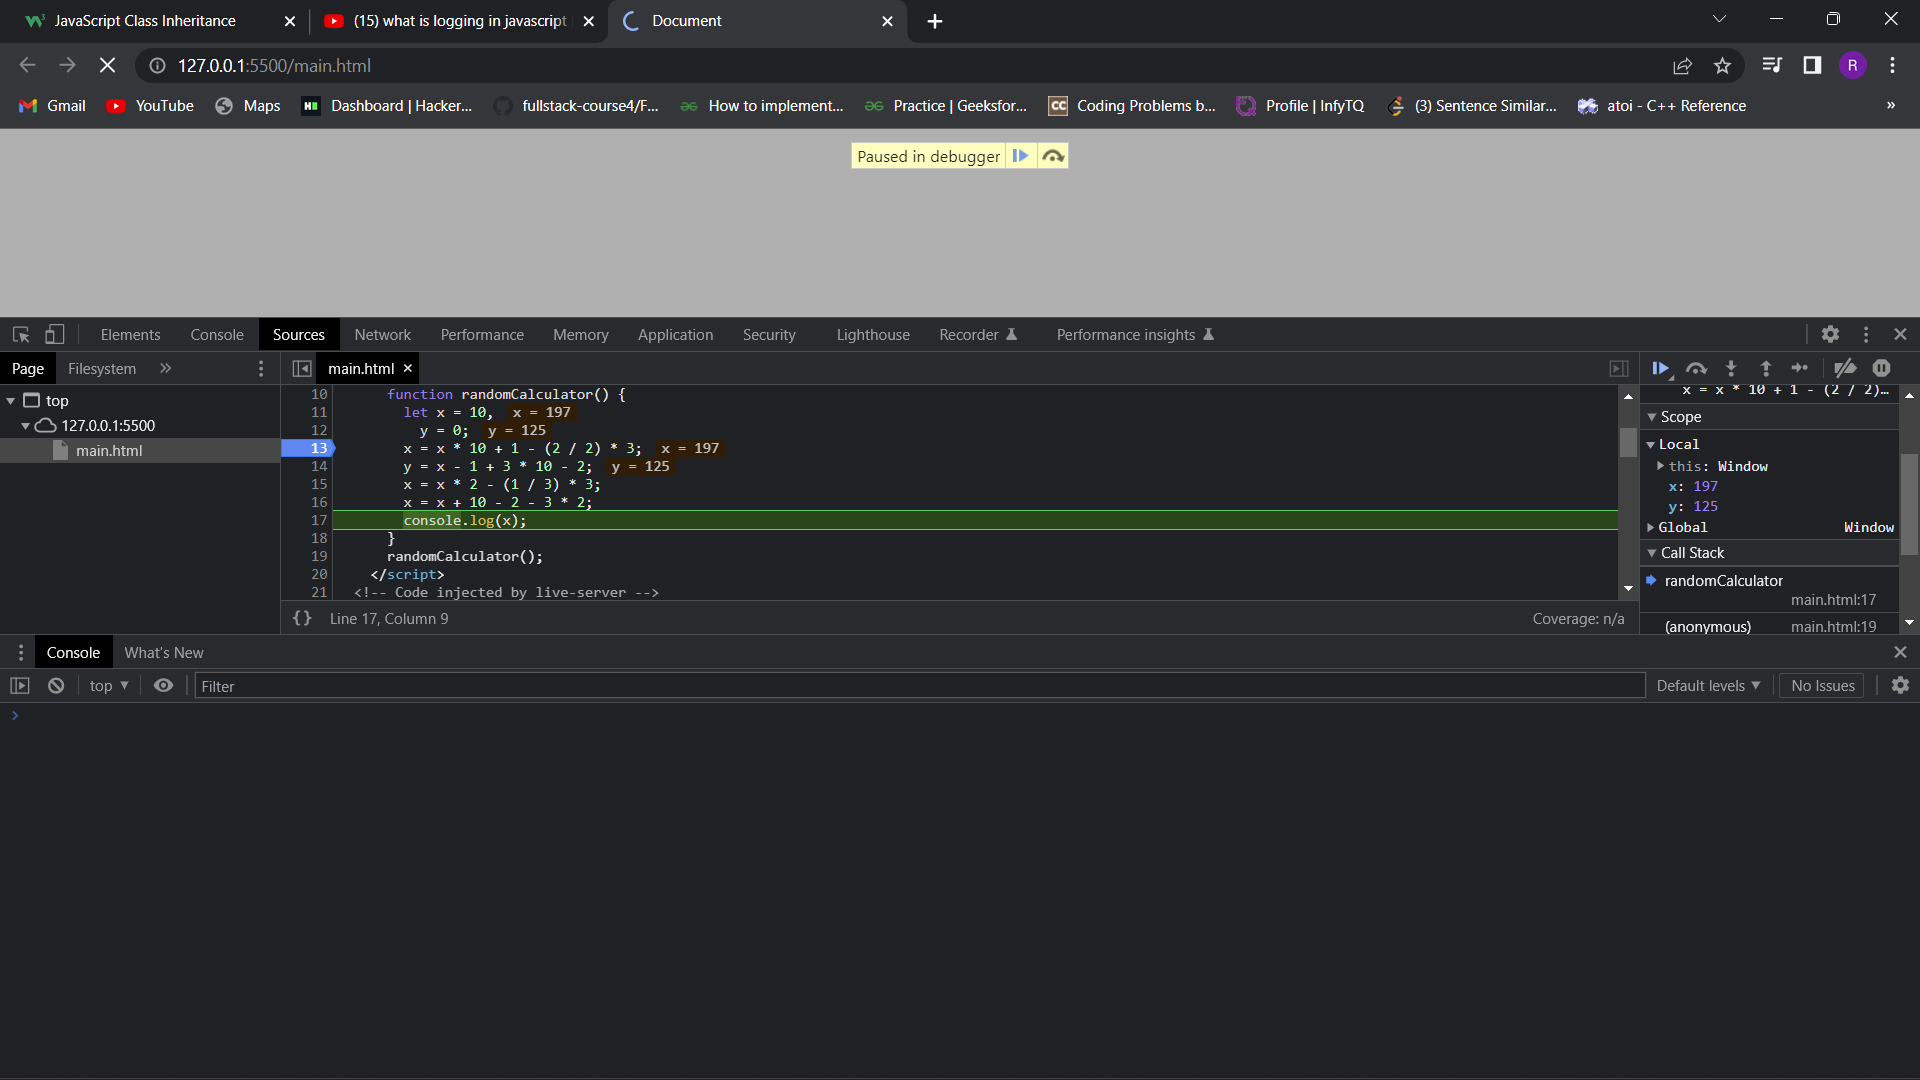 JavaScript Class Inheritance
(15) what is logging in javascript
Document
127.0.0.1:5500/main.html
R
Gmail
YouTube
Maps
Dashboard | Hacker...
fullstack-course4/F...
How to implement...
Practice | Geeksfor...
Coding Problems b...
Profile | InfyTQ
(3) Sentence Similar...
atoi - C++ Reference
»
Paused in debugger
Elements
Console
Sources
Network
Performance
Memory
Application
Security
Lighthouse
Recorder
Performance insights
Page
Filesystem
main.html
top
127.0.0.1:5500
main.html
10 function randomCalculator() {
11 let x = 10, x = 197
12 y = 0; y = 125
13 x = x * 10 + 1 - (2 / 2) * 3; x = 197
14 y = x - 1 + 3 * 10 - 2; y = 125
15 x = x * 2 - (1 / 3) * 3;
16 x = x + 10 - 2 - 3 * 2;
17 console.log(x);
18 }
19 randomCalculator();
20 </script>
21 <!-- Code injected by live-server -->
{} Line 17, Column 9
Coverage: n/a
x = x * 10 + 1 - (2 / 2)…
Scope
Local
this: Window
x: 197
y: 125
Global Window
Call Stack
randomCalculator
main.html:17
(anonymous) main.html:19
Console
What's New
top
Filter
Default levels
No Issues